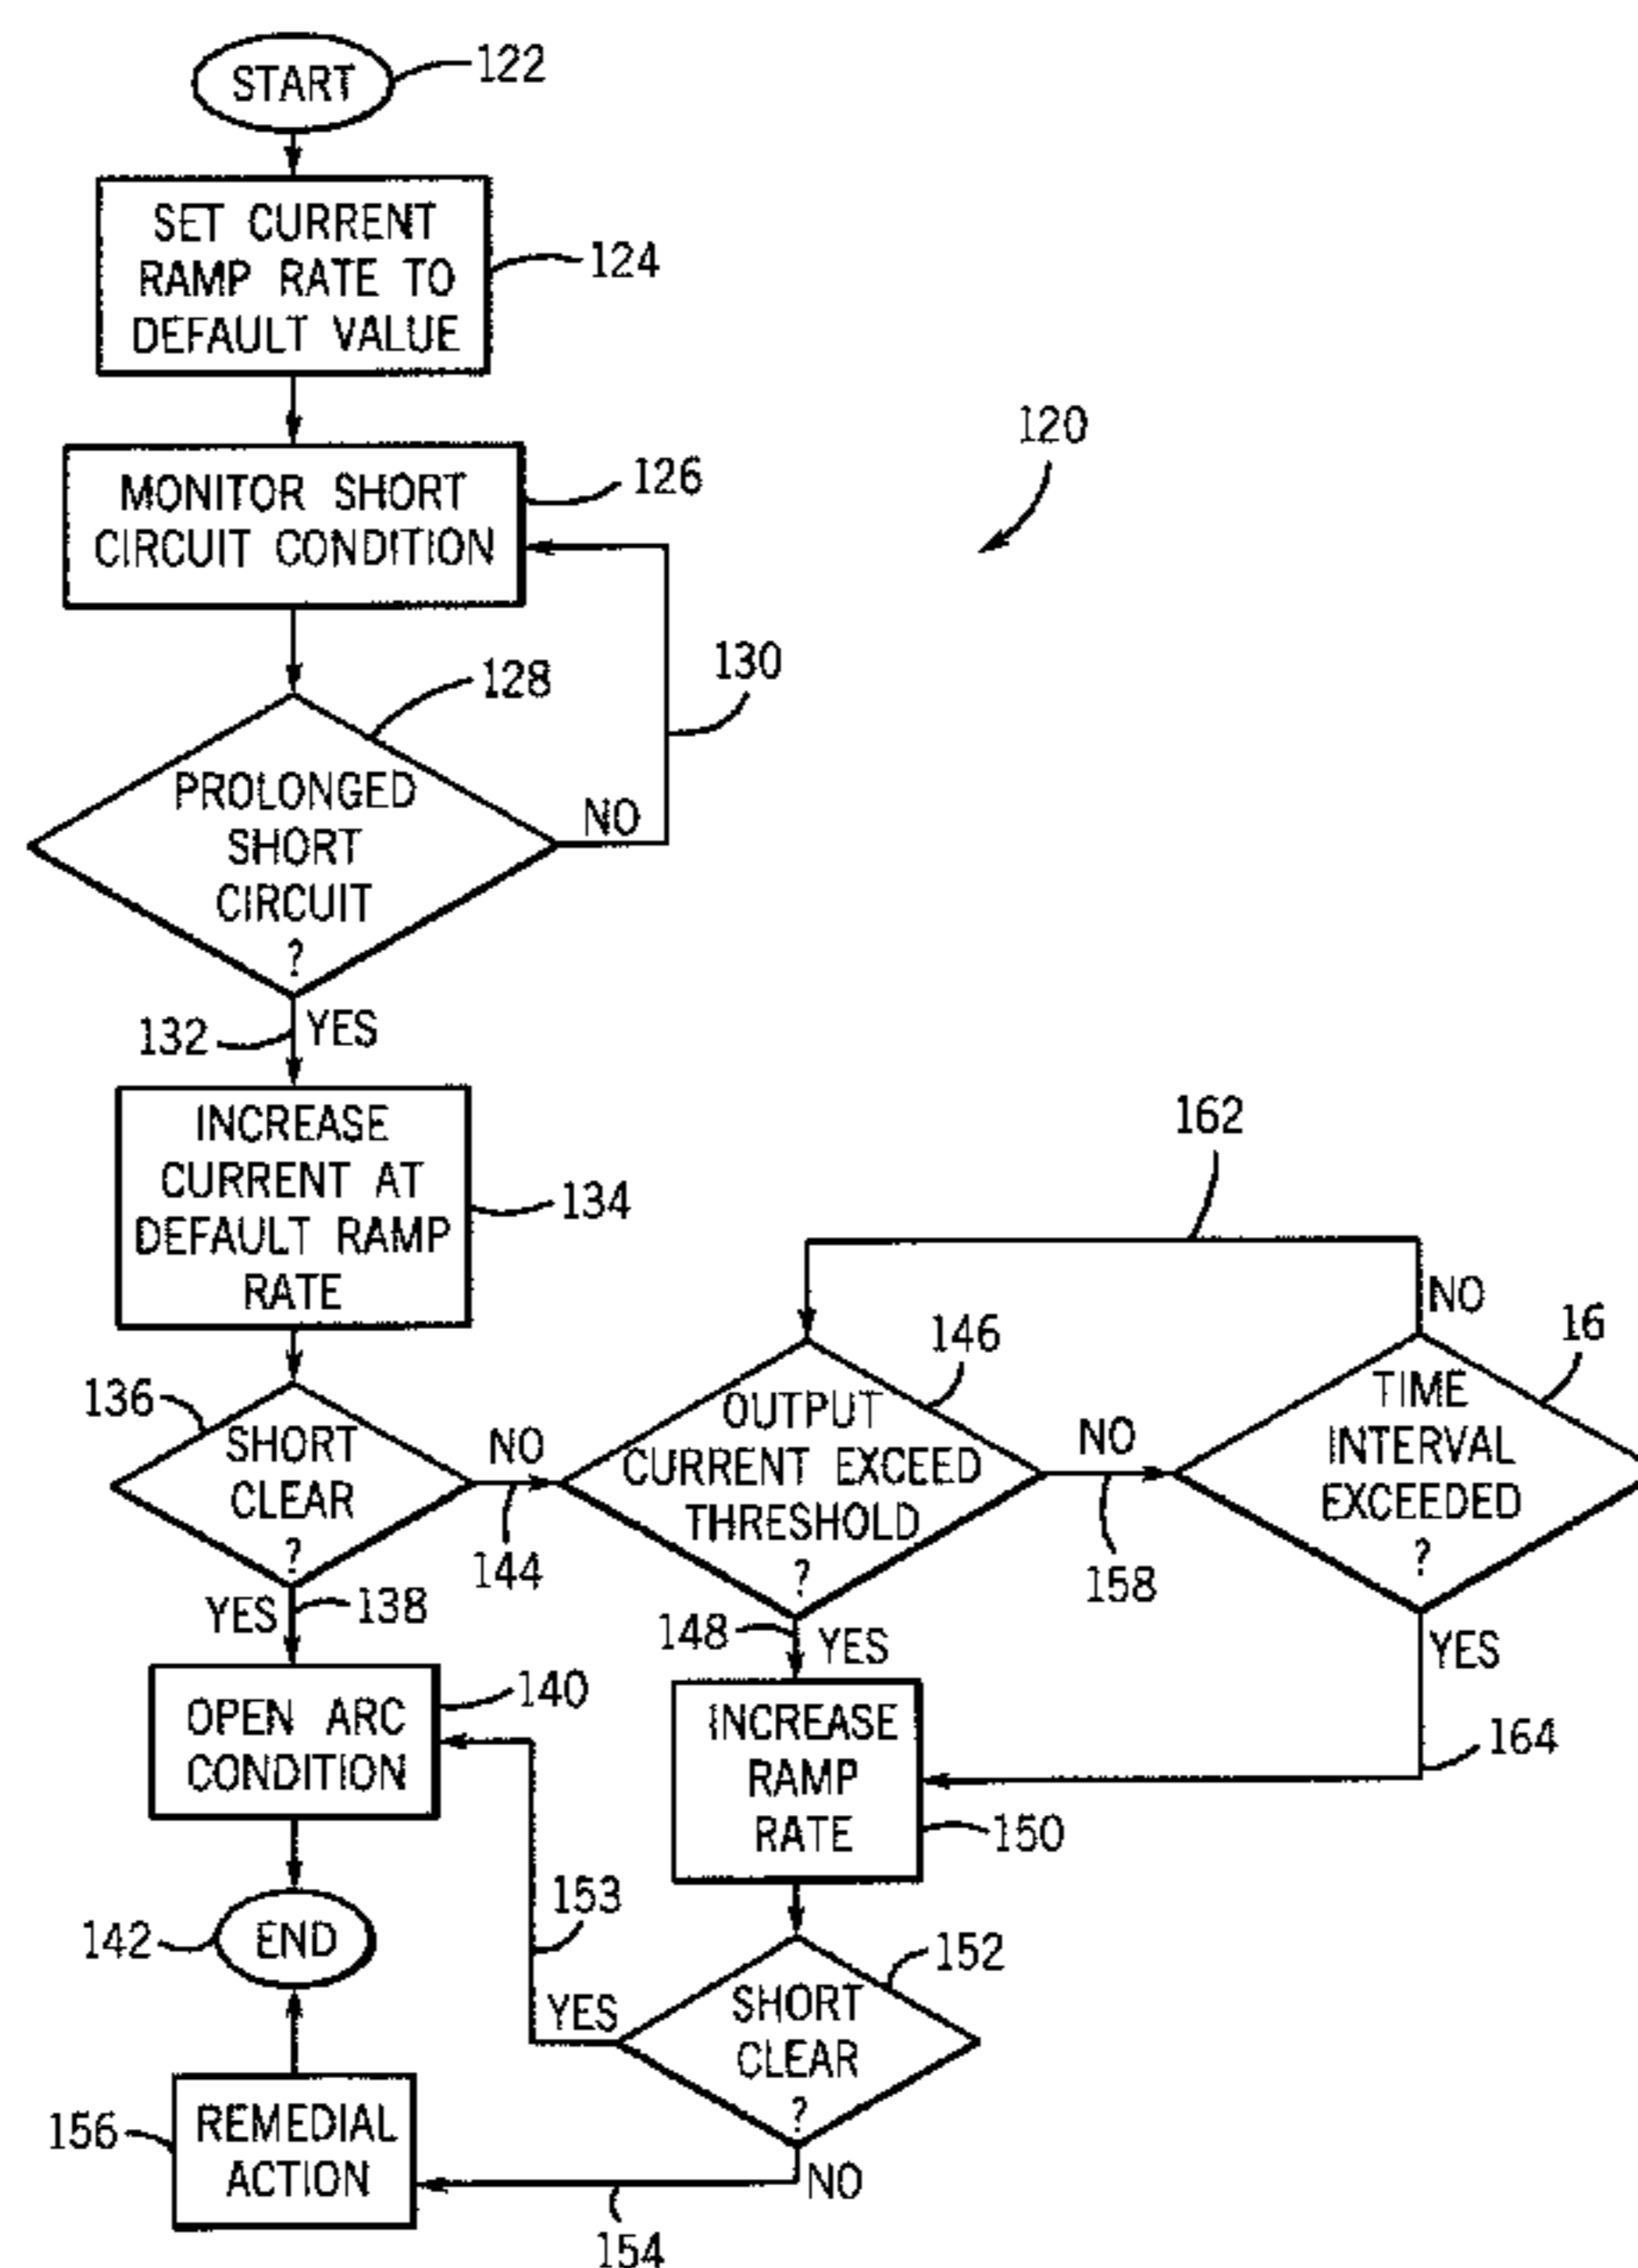 START
122
SET CURRENT
RAMP RATE TO
DEFAULT VALUE
124
120
MONITOR SHORT
CIRCUIT CONDITION
126
130
128
PROLONGED
SHORT
CIRCUIT
?
NO
132
YES
INCREASE
CURRENT AT
DEFAULT RAMP
RATE
134
162
NO
136
SHORT
CLEAR
?
NO
144
146
OUTPUT
CURRENT EXCEED
THRESHOLD
?
NO
158
16
TIME
INTERVAL
EXCEEDED
?
YES
138
148
YES
YES
OPEN ARC
CONDITION
140
INCREASE
RAMP
RATE
150
164
153
142
END
152
SHORT
CLEAR
?
YES
NO
156
REMEDIAL
ACTION
154